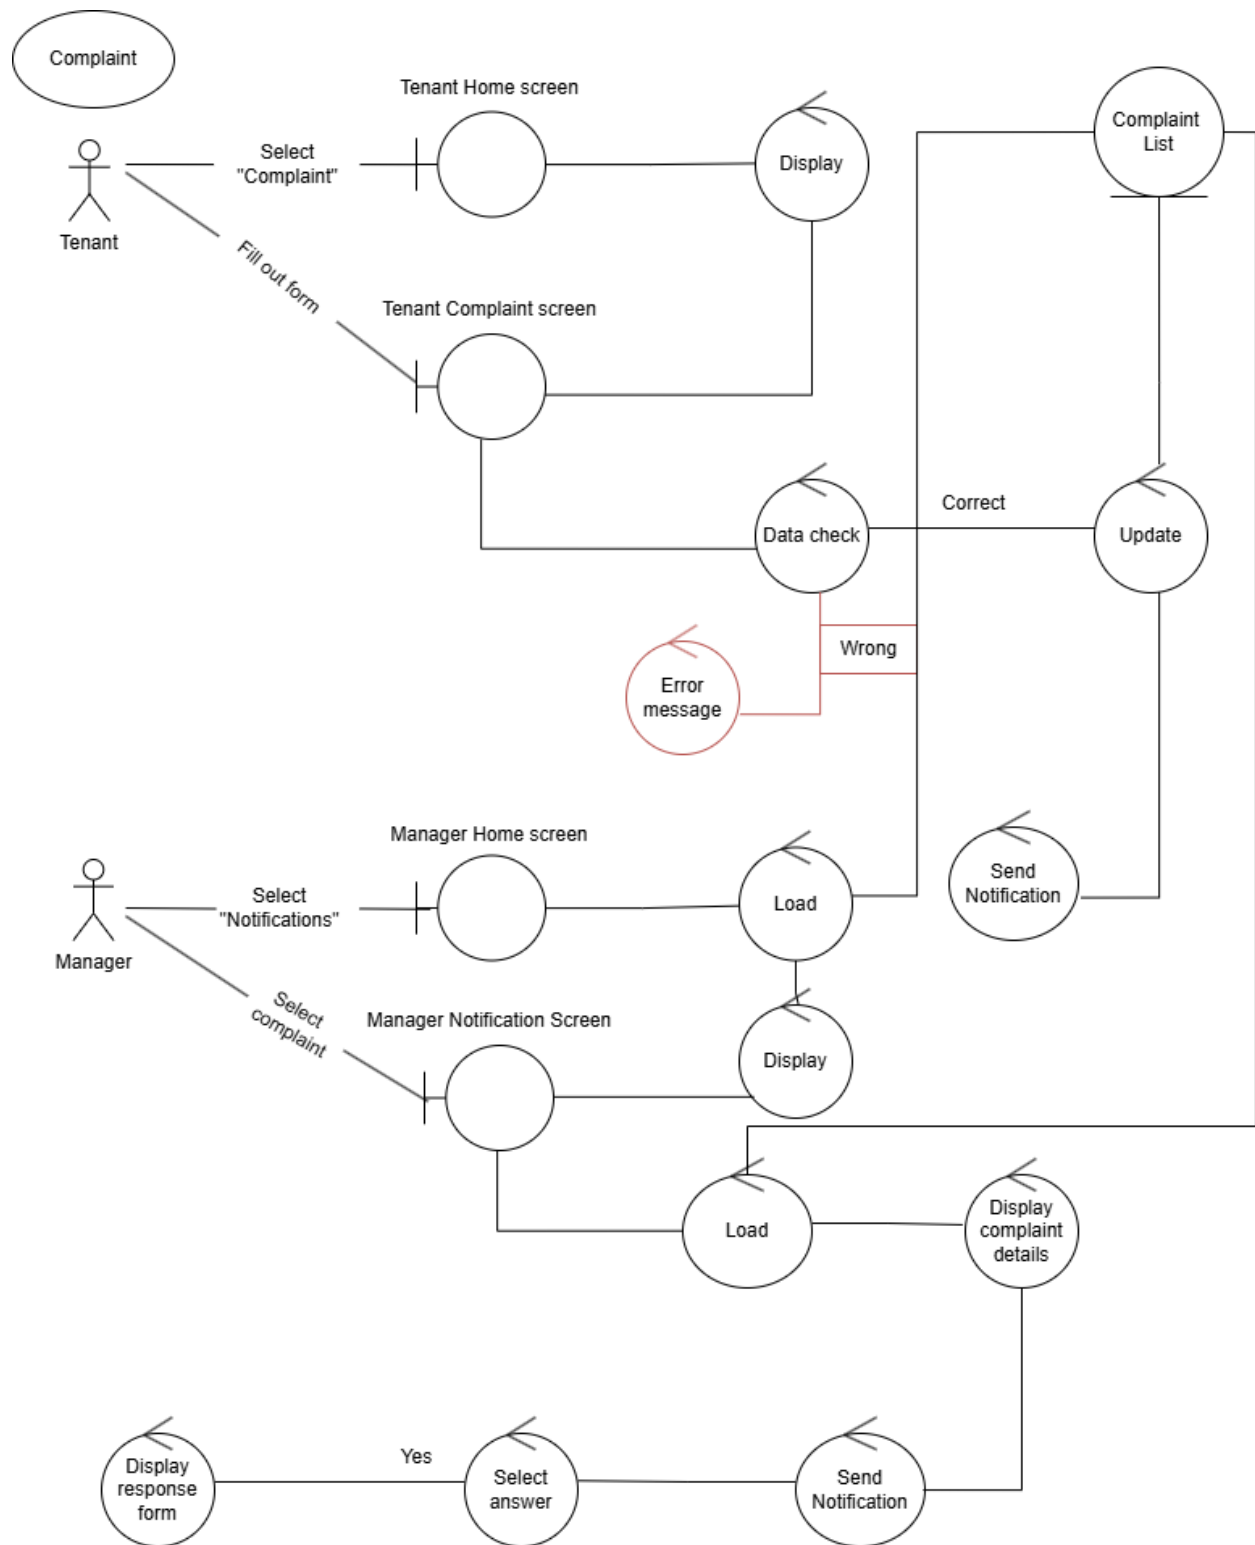 Complaint
Tenant Home screen
Complaint
List
Select
"Complaint"
Display
Tenant
Fill out form
Tenant Complaint screen
Correct
Data check
Update
Wrong
Error
message
Manager Home screen
Send
Notification
Select
"Notifications"
Load
Manager
Select
complaint
Manager Notification Screen
Display
Load
Display
complaint
details
Yes
Display
response
form
Select
answer
Send
Notification